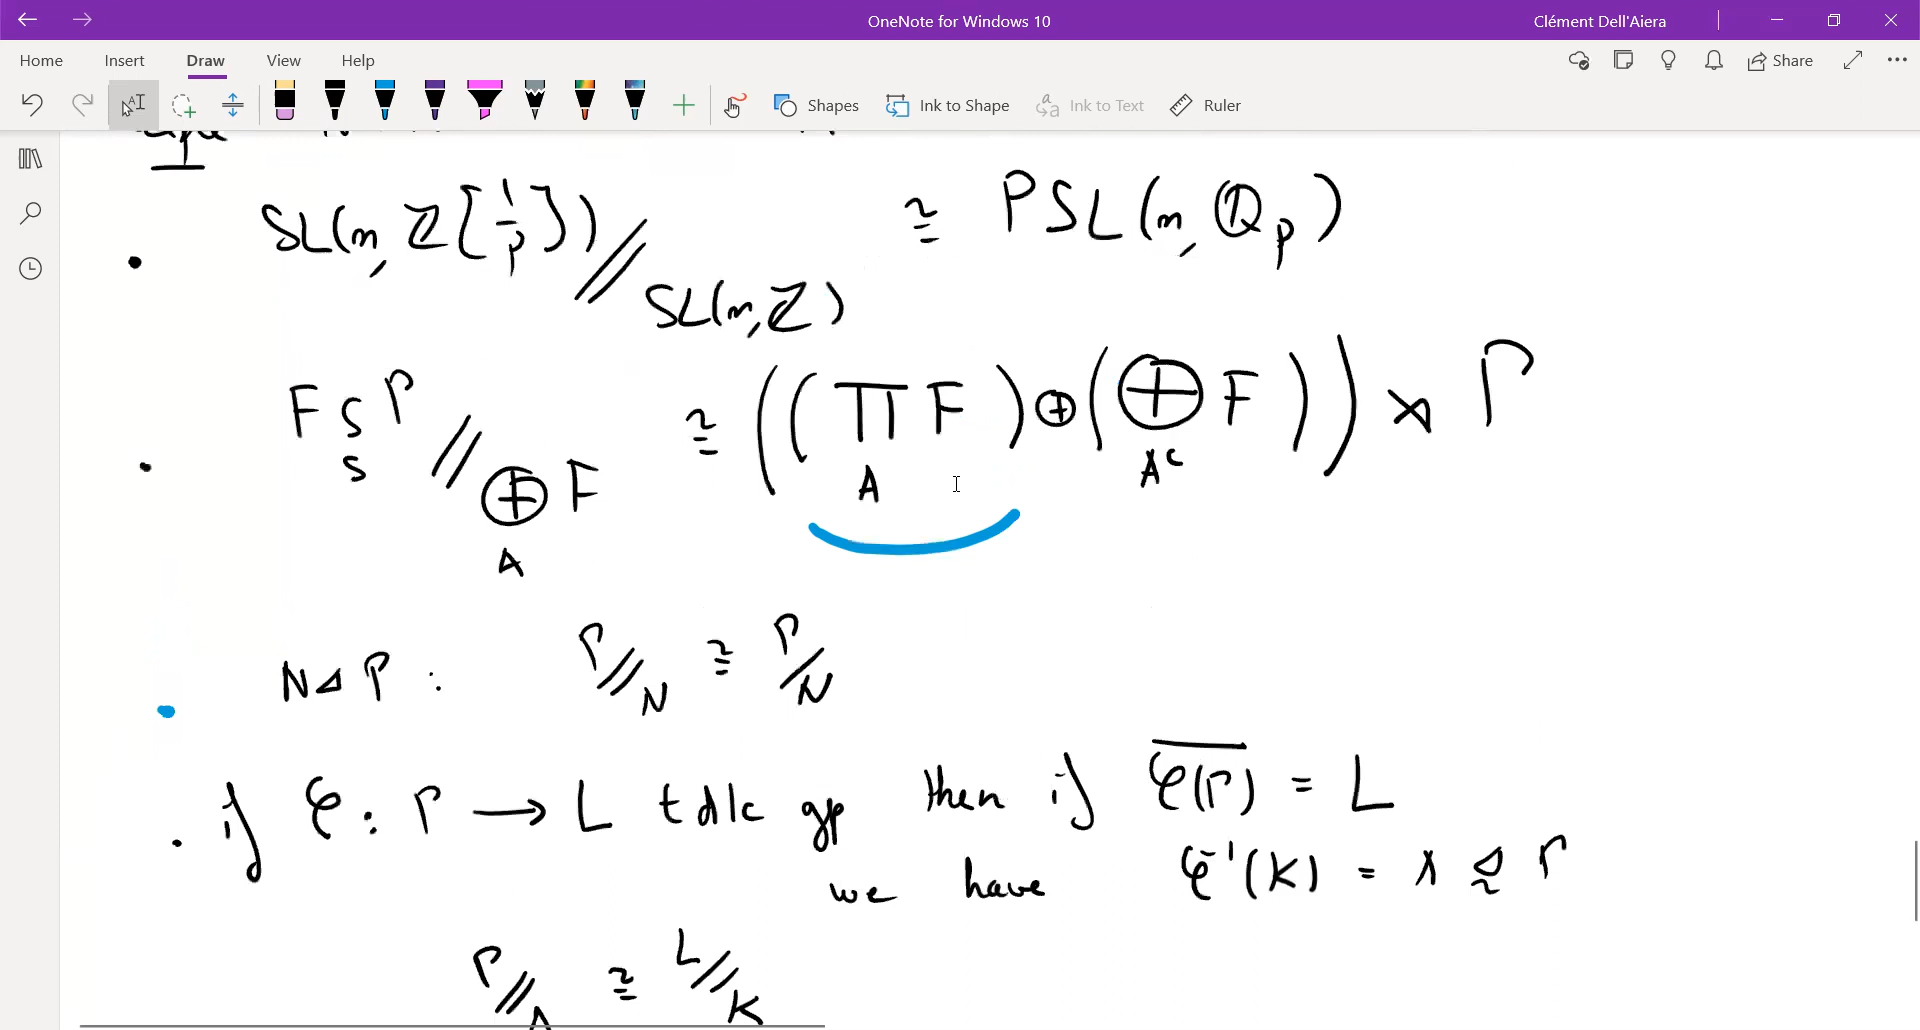 OneNote for Windows 10
Clément Dell'Aiera
Home Insert Draw View Help
Share
Shapes Ink to Shape Ink to Text Ruler
SL(n, ℤ[1/p]) // SL(n,ℤ) ≅ PSL(n, ℚp)
F ≀ Γ // ⊕ F ≅ ((∏ F) ⊕ (⊕ F)) ⋊ Γ
S A A Aᶜ
N ⊲ Γ : Γ // N ≅ Γ / N
if φ : Γ → L tdlc gp then if \overline{φ(Γ)} = L
we have φ⁻¹(K) = Λ ⊴ Γ
Γ // Λ ≅ L // K